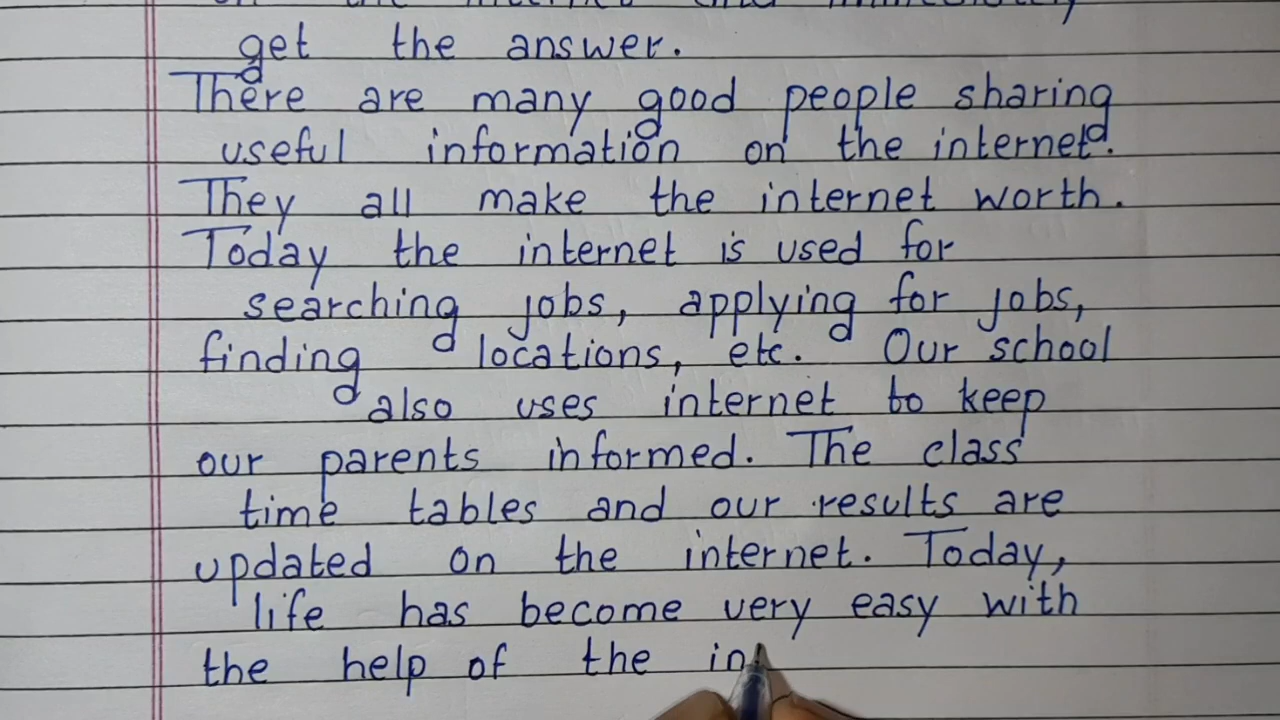 get the answer.
There are many good people sharing
useful information on the internet.
They all make the internet worth.
Today the internet is used for
searching jobs, applying for jobs,
finding locations, etc. Our school
also uses internet to keep
our parents informed. The class
time tables and our results are
updated on the internet. Today,
life has become very easy with
the help of the in